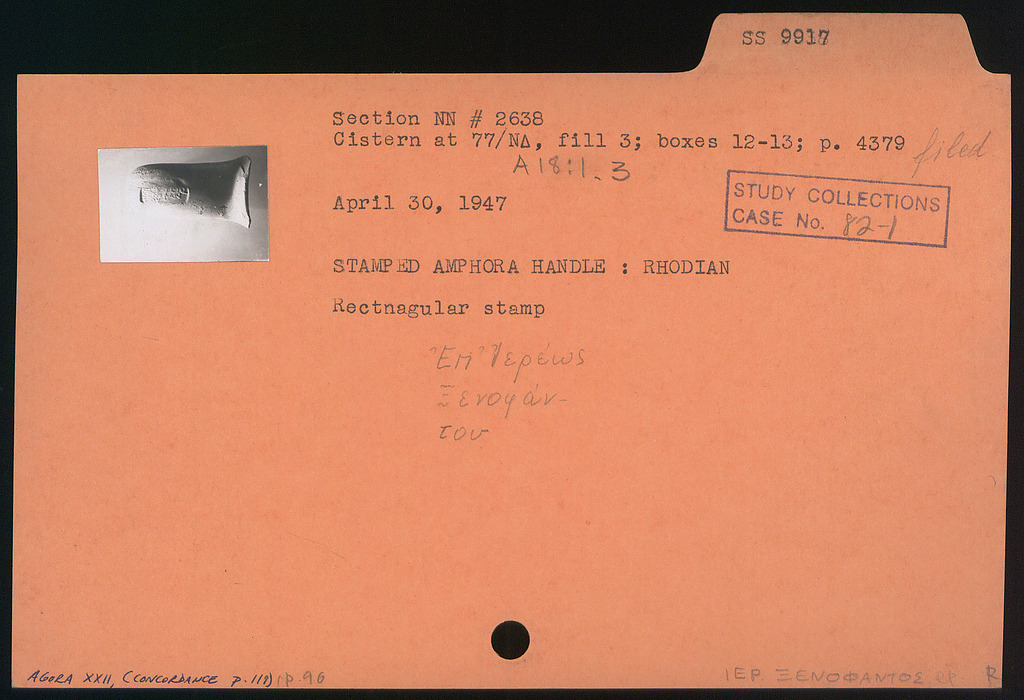 SS 9917
Section NN # 2638
Cistern at 77/ΝΔ, fill 3; boxes 12-13; p. 4379
filed
A 18:1.3
STUDY COLLECTIONS
CASE No. 82-1
April 30, 1947
STAMPED AMPHORA HANDLE : RHODIAN
Rectnagular stamp
Ἐπ' Ἱερέως
Ξενοφάν-
του
AGORA XXII, (CONCORDANCE p. 119) p. 96
ΙΕΡ. ΞΕΝΟΦΑΝΤΟΣ
R